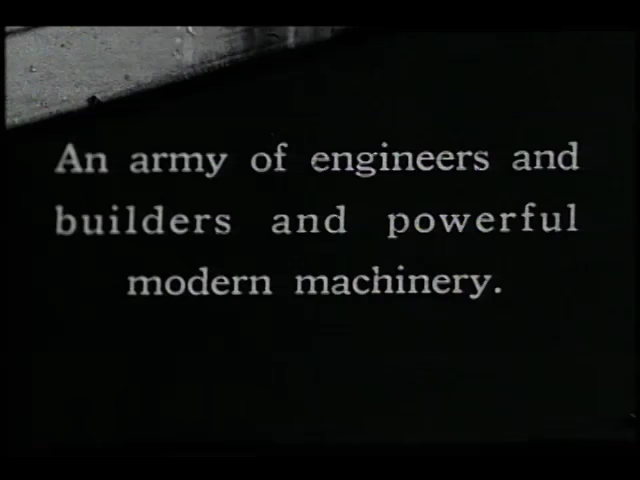 An army of engineers and
builders and powerful
modern machinery.